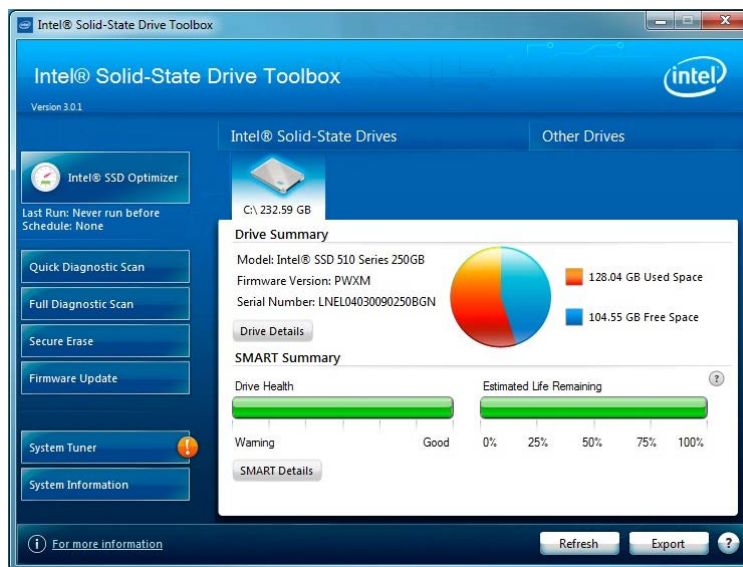 Intel® Solid-State Drive Toolbox
Intel® Solid-State Drive Toolbox
intel
Version 3.0.1
Intel® Solid-State Drives
Other Drives
Intel® SSD Optimizer
Last Run: Never run before
Schedule: None
C:\ 232.59 GB
Drive Summary
Model: Intel® SSD 510 Series 250GB
Firmware Version: PWXM
Serial Number: LNEL04030090250BGN
128.04 GB Used Space
104.55 GB Free Space
Drive Details
Quick Diagnostic Scan
Full Diagnostic Scan
Secure Erase
Firmware Update
SMART Summary
Drive Health
Estimated Life Remaining
?
Warning
Good
0% 25% 50% 75% 100%
SMART Details
System Tuner
!
System Information
i
For more information
Refresh
Export
?